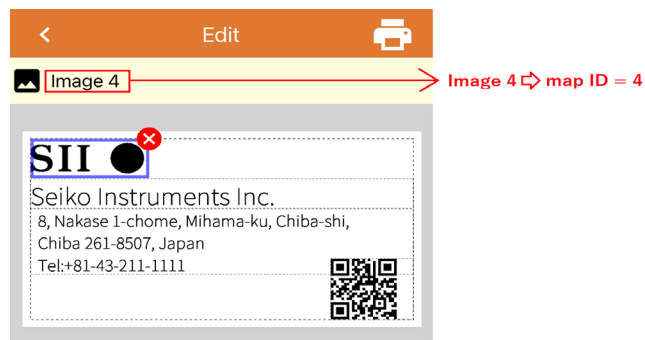 Edit
Image 4
Image 4 ⇨ map ID = 4
SII
Seiko Instruments Inc.
8, Nakase 1-chome, Mihama-ku, Chiba-shi,
Chiba 261-8507, Japan
Tel:+81-43-211-1111